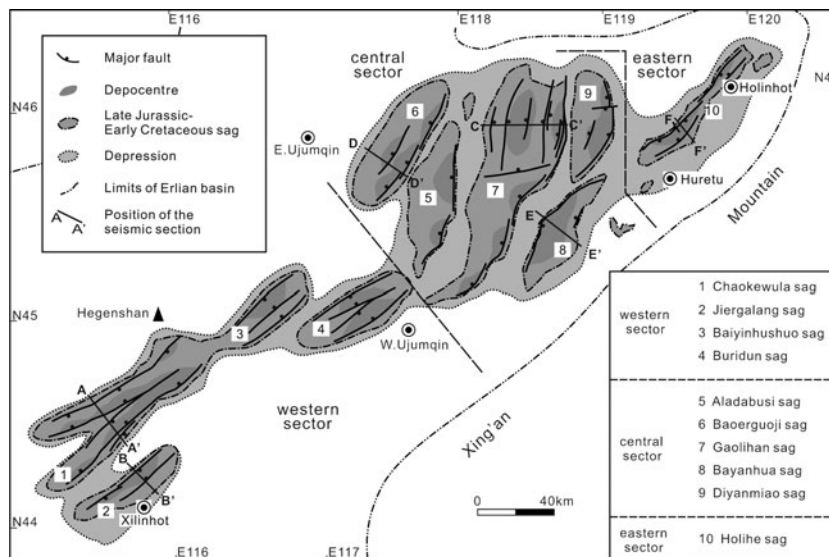 E116
E118
E119
E120
Major fault
Depocentre
Late Jurassic-
Early Cretaceous sag
Depression
Limits of Erlian basin
A
A'
Position of the
seismic section
central
sector
eastern
sector
N46
N4
Holinhot
10
9
6
D
C
C'
F
F'
E.Ujumqin
D'
5
7
Huretu
E
8
E'
Mountain
Hegenshan
N45
3
4
W.Ujumqin
A
A'
western
sector
Xing'an
1
B
B'
2
Xilinhot
N44
0 40km
E116
E117
western
sector
1 Chaokewula sag
2 Jiergalang sag
3 Baiyinhushuo sag
4 Buridun sag
central
sector
5 Aladabusi sag
6 Baoerguoji sag
7 Gaolihan sag
8 Bayanhua sag
9 Diyanmiao sag
eastern
sector
10 Holihe sag